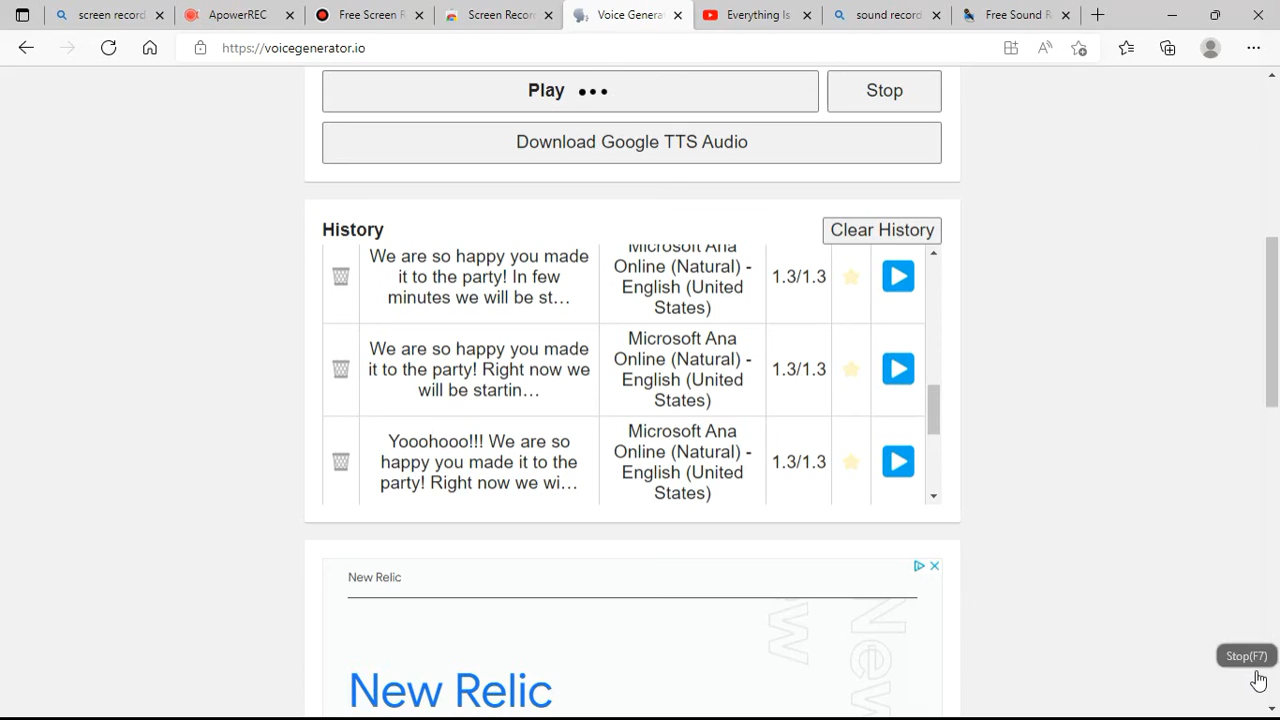 screen record
ApowerREC
Free Screen R
Screen Recor
Voice Genera
Everything Is
sound record
Free Sound R
https://voicegenerator.io
Play •••
Stop
Download Google TTS Audio
History
Clear History
We are so happy you made
it to the party! In few
minutes we will be st...
Microsoft Ana
Online (Natural) -
English (United
States)
1.3/1.3
We are so happy you made
it to the party! Right now we
will be startin...
Microsoft Ana
Online (Natural) -
English (United
States)
1.3/1.3
Yooohooo!!! We are so
happy you made it to the
party! Right now we wi...
Microsoft Ana
Online (Natural) -
English (United
States)
1.3/1.3
New Relic
New
New Relic
Stop(F7)